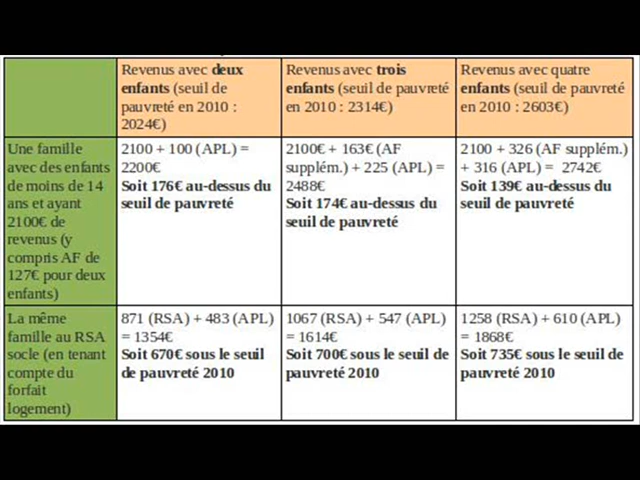 Revenus avec deux
enfants (seuil de
pauvreté en 2010 :
2024€)
Revenus avec trois
enfants (seuil de pauvreté
en 2010 : 2314€)
Revenus avec quatre
enfants (seuil de pauvreté
en 2010 : 2603€)
Une famille
avec des enfants
de moins de 14
ans et ayant
2100€ de
revenus (y
compris AF de
127€ pour deux
enfants)
2100 + 100 (APL) =
2200€
Soit 176€ au-dessus du
seuil de pauvreté
2100€ + 163€ (AF
supplém.) + 225 (APL) =
2488€
Soit 174€ au-dessus du
seuil de pauvreté
2100 + 326 (AF supplém.)
+ 316 (APL) = 2742€
Soit 139€ au-dessus du
seuil de pauvreté
La même
famille au RSA
socle (en tenant
compte du
forfait
logement)
871 (RSA) + 483 (APL)
= 1354€
Soit 670€ sous le seuil
de pauvreté 2010
1067 (RSA) + 547 (APL)
= 1614€
Soit 700€ sous le seuil de
pauvreté 2010
1258 (RSA) + 610 (APL)
= 1868€
Soit 735€ sous le seuil de
pauvreté 2010